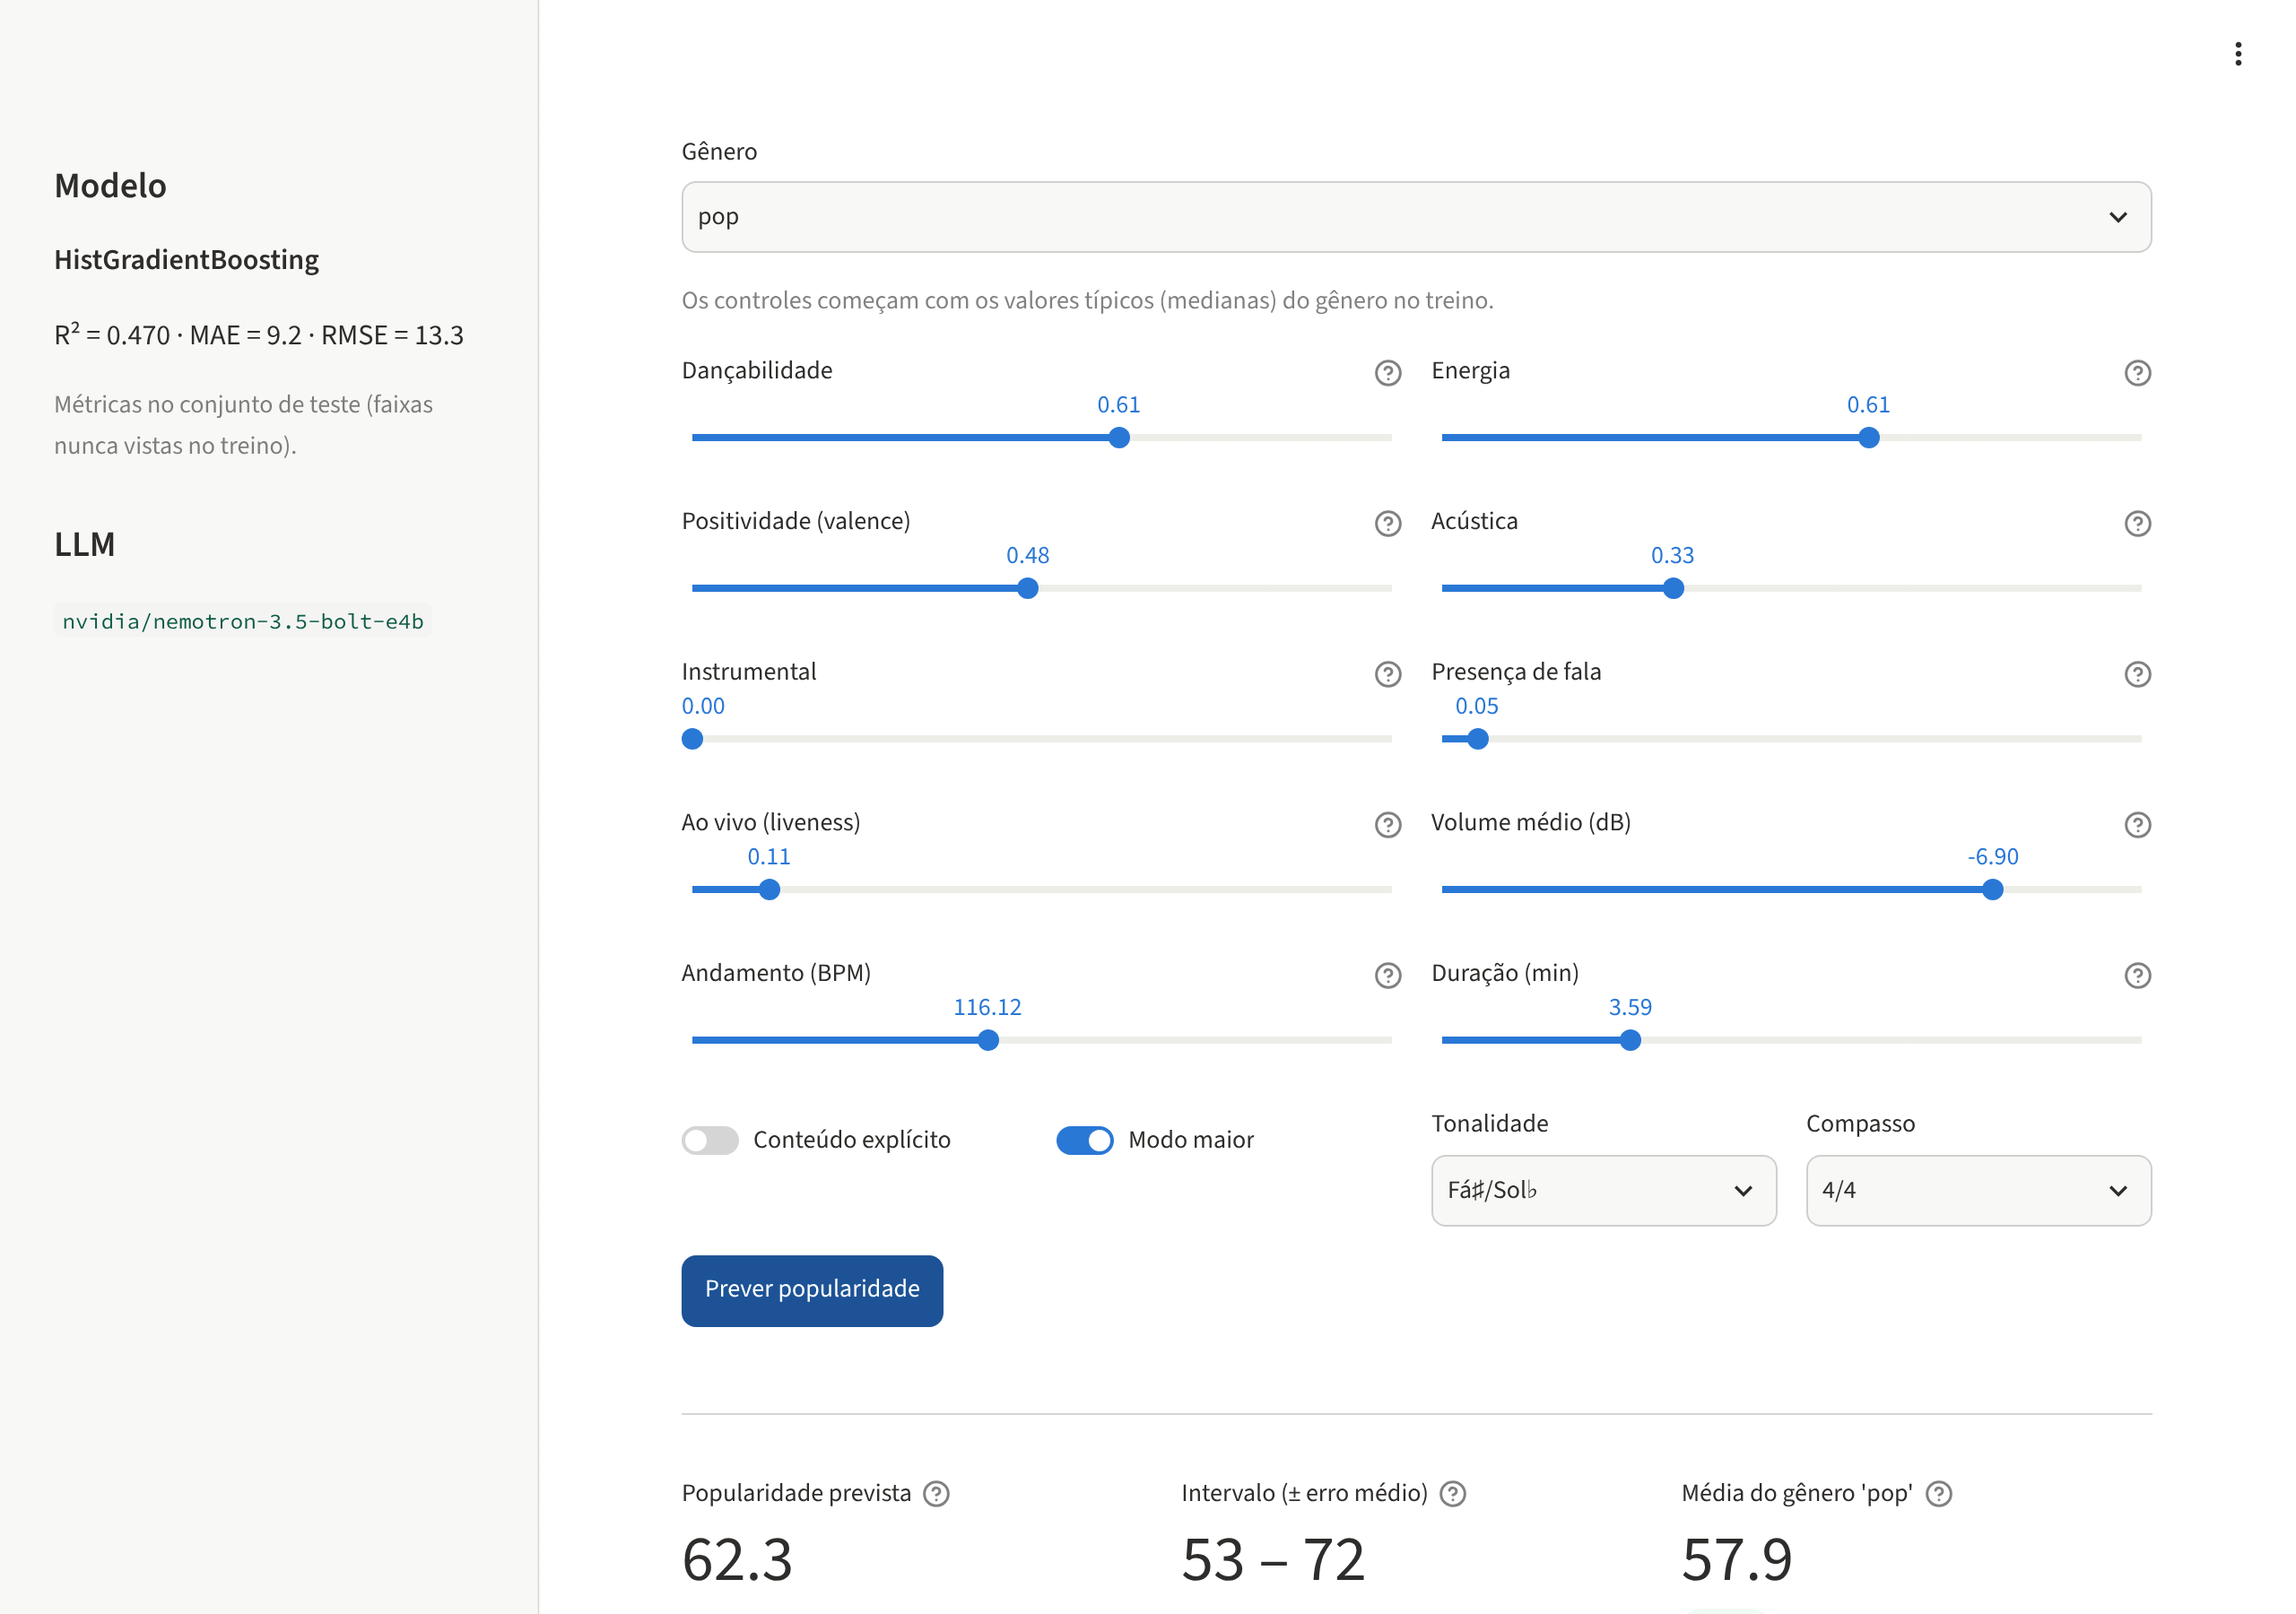 Modelo
HistGradientBoosting
R² = 0.470 · MAE = 9.2 · RMSE = 13.3
Métricas no conjunto de teste (faixas
nunca vistas no treino).
LLM
nvidia/nemotron-3.5-bolt-e4b
Gênero
pop
Os controles começam com os valores típicos (medianas) do gênero no treino.
Dançabilidade
0.61
Energia
0.61
Positividade (valence)
0.48
Acústica
0.33
Instrumental
0.00
Presença de fala
0.05
Ao vivo (liveness)
0.11
Volume médio (dB)
-6.90
Andamento (BPM)
116.12
Duração (min)
3.59
Conteúdo explícito
Modo maior
Tonalidade
Fá♯/Sol♭
Compasso
4/4
Prever popularidade
Popularidade prevista
62.3
Intervalo (± erro médio)
53 – 72
Média do gênero 'pop'
57.9